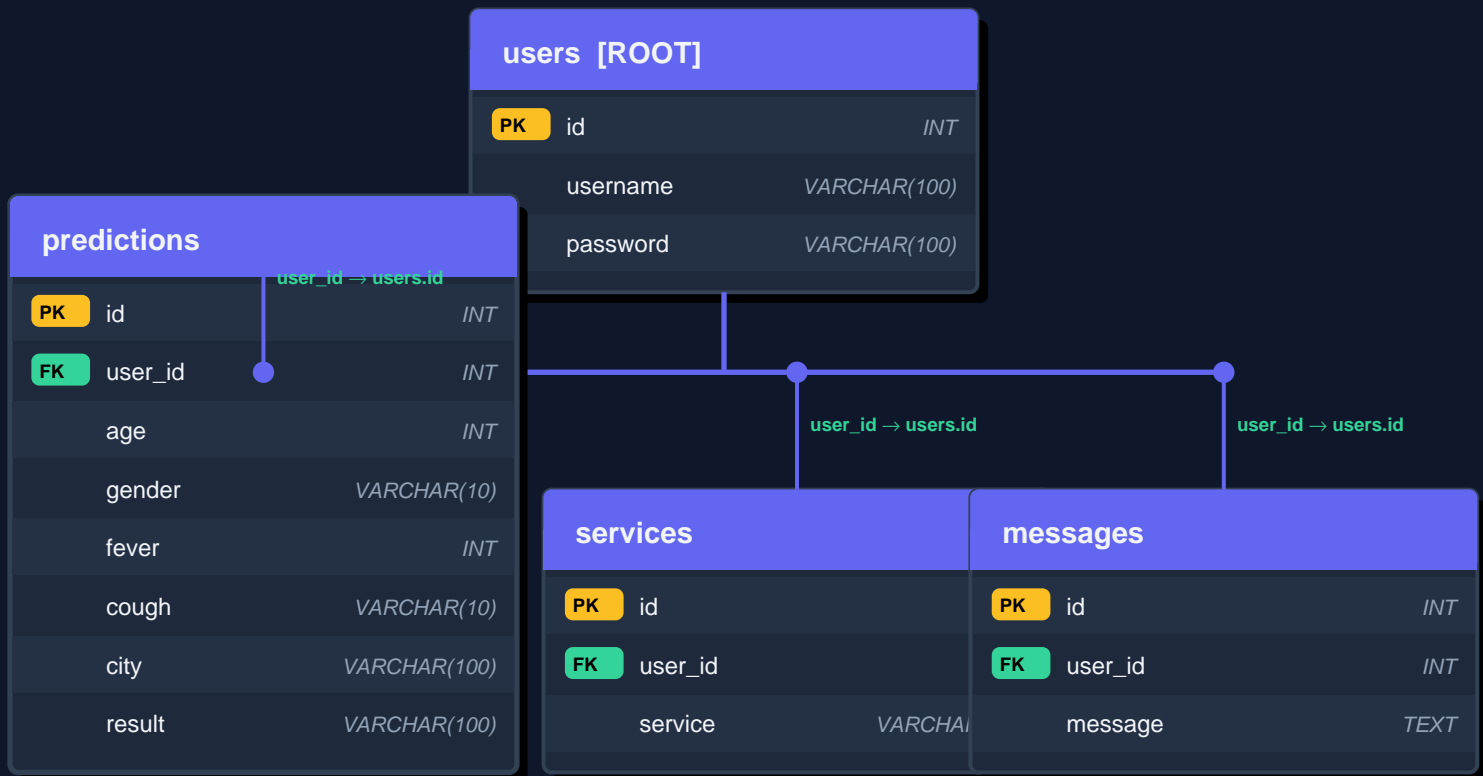 users [ROOT]
PK id INT
username VARCHAR(100)
password VARCHAR(100)
predictions
user_id → users.id
PK id INT
FK user_id INT
age INT
gender VARCHAR(10)
fever INT
cough VARCHAR(10)
city VARCHAR(100)
result VARCHAR(100)
user_id → users.id
services
PK id
FK user_id
service
user_id → users.id
messages
PK id INT
FK user_id INT
message TEXT